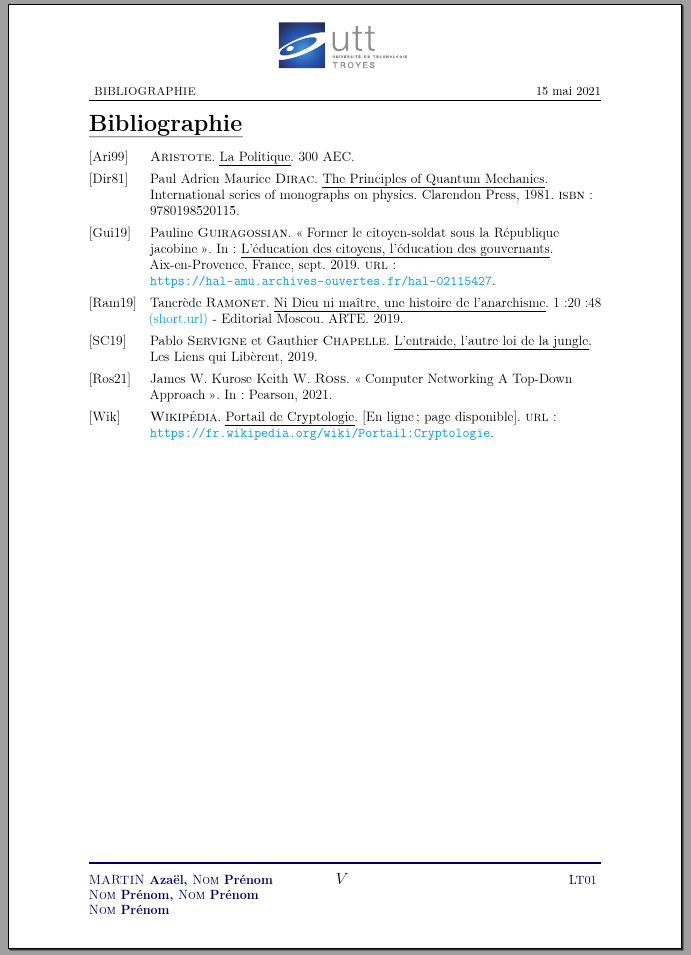 utt
UNIVERSITÉ DE TECHNOLOGIE
TROYES
BIBLIOGRAPHIE 15 mai 2021
Bibliographie
[Ari99] ARISTOTE. La Politique. 300 AEC.
[Dir81] Paul Adrien Maurice DIRAC. The Principles of Quantum Mechanics.
International series of monographs on physics. Clarendon Press, 1981. ISBN :
9780198520115.
[Gui19] Pauline GUIRAGOSSIAN. « Former le citoyen-soldat sous la République
jacobine ». In : L'éducation des citoyens, l'éducation des gouvernants.
Aix-en-Provence, France, sept. 2019. URL :
https://hal-amu.archives-ouvertes.fr/hal-02115427.
[Ram19] Tancrède RAMONET. Ni Dieu ni maître, une histoire de l'anarchisme. 1 :20 :48
(short.url) - Editorial Moscou. ARTE. 2019.
[SC19] Pablo SERVIGNE et Gauthier CHAPELLE. L'entraide, l'autre loi de la jungle.
Les Liens qui Libèrent, 2019.
[Ros21] James W. Kurose Keith W. ROSS. « Computer Networking A Top-Down
Approach ». In : Pearson, 2021.
[Wik] WIKIPÉDIA. Portail de Cryptologie. [En ligne ; page disponible]. URL :
https://fr.wikipedia.org/wiki/Portail:Cryptologie.
MARTIN Azaël, NOM Prénom V LT01
NOM Prénom, NOM Prénom
NOM Prénom